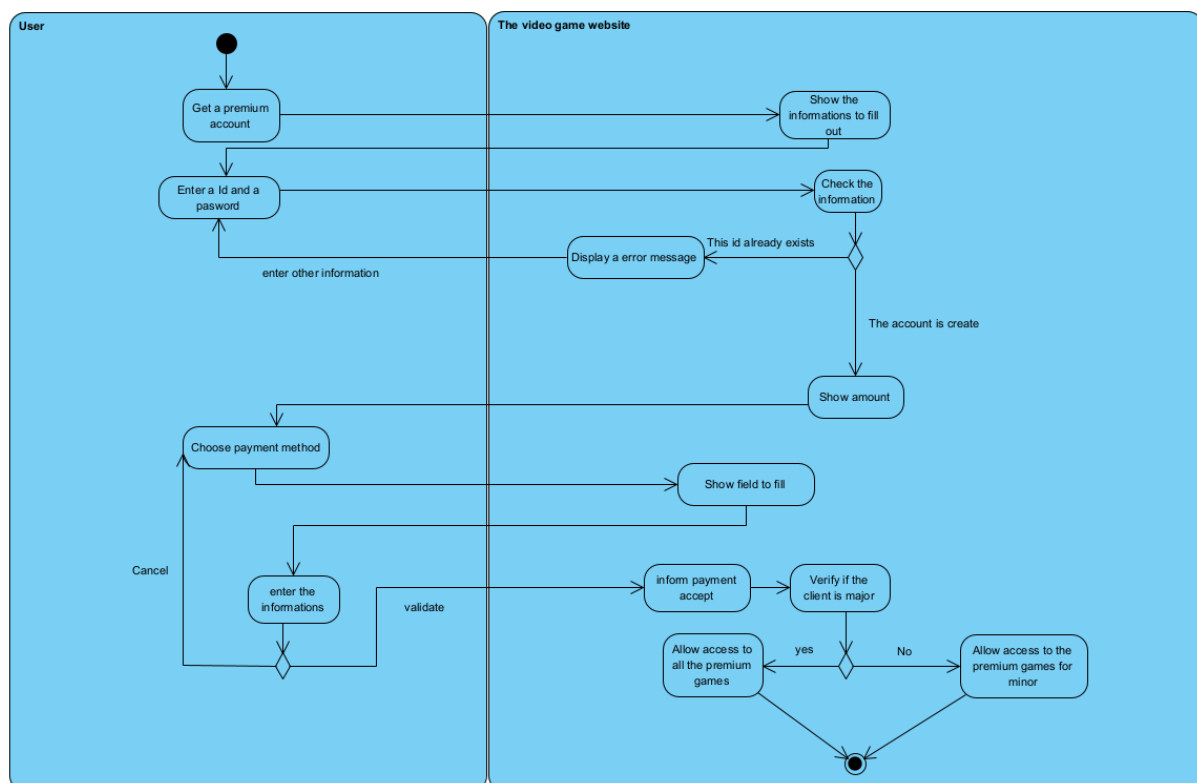 User
The video game website
Get a premium
account
Show the
informations to fill
out
Enter a Id and a
pasword
Check the
information
This id already exists
Display a error message
enter other information
The account is create
Show amount
Choose payment method
Show field to fill
Cancel
enter the
informations
validate
inform payment
accept
Verify if the
client is major
yes
No
Allow access to
all the premium
games
Allow access to the
premium games for
minor